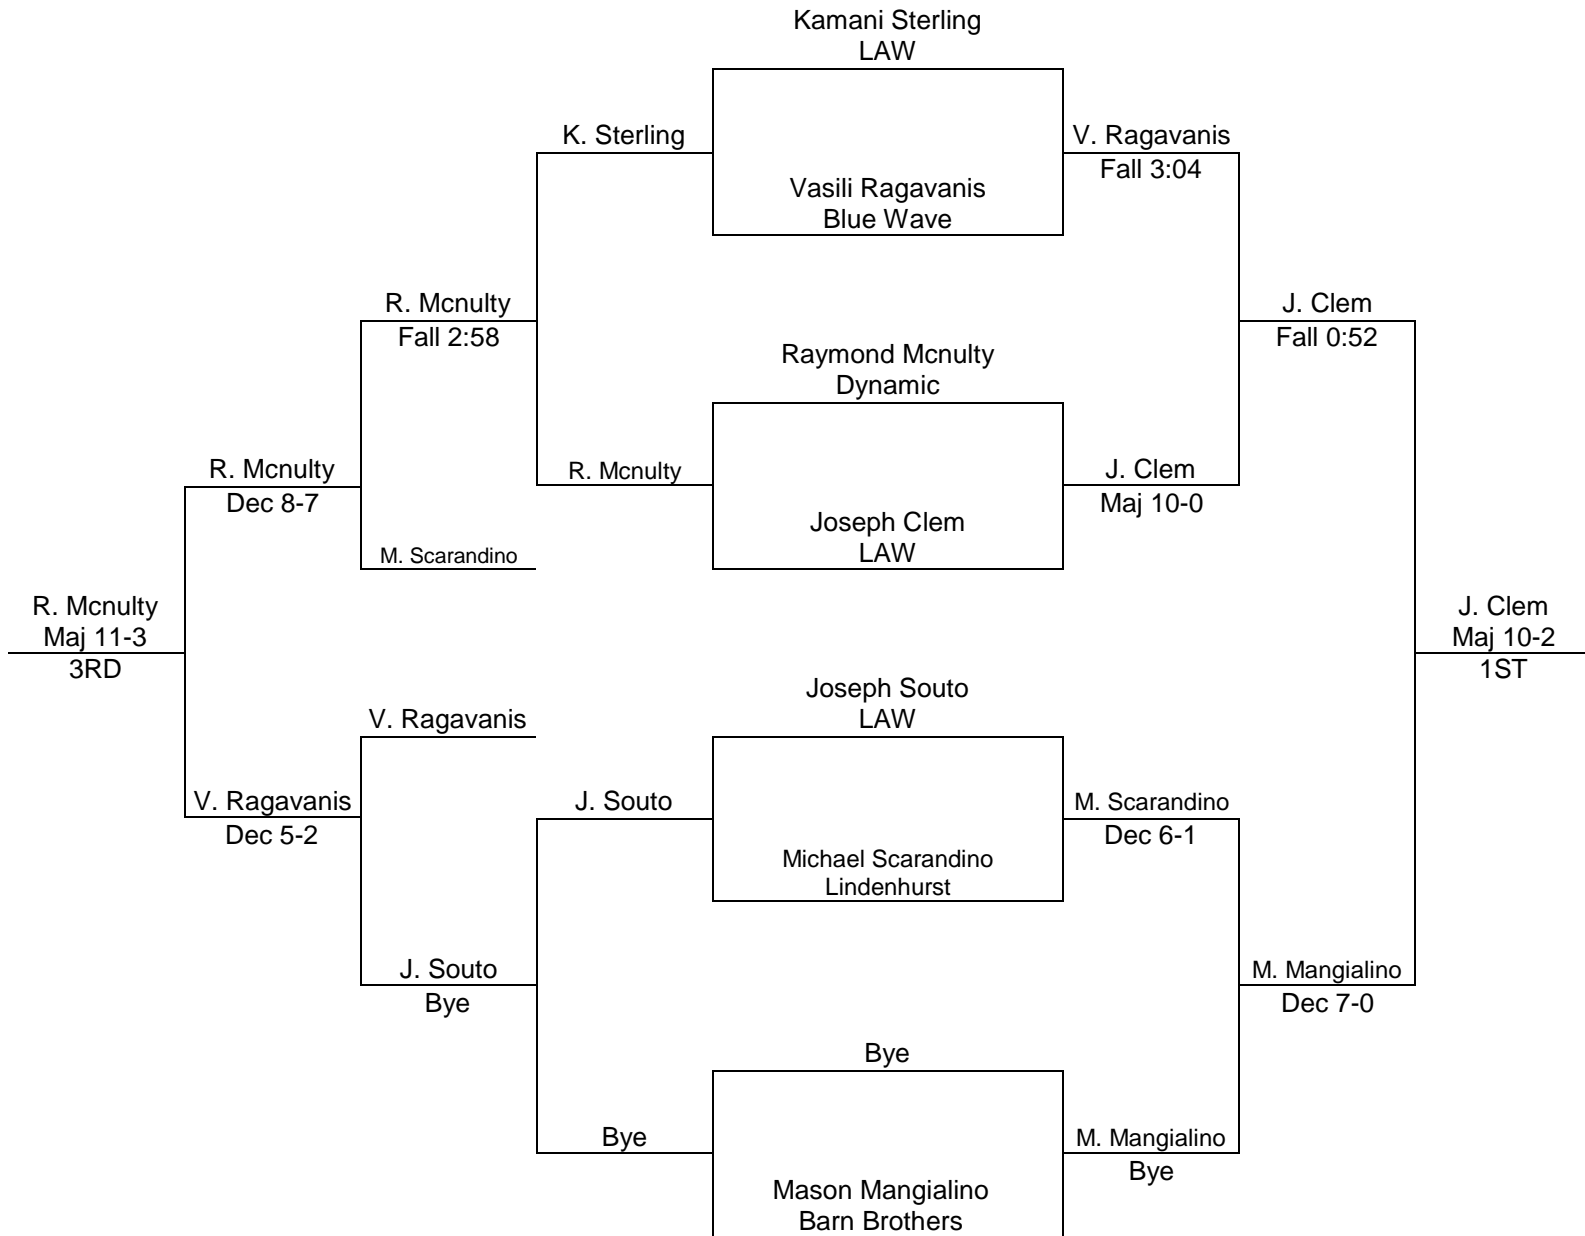 Kamani Sterling
LAW
K. Sterling
V. Ragavanis
Fall 3:04
Vasili Ragavanis
Blue Wave
R. Mcnulty
Fall 2:58
J. Clem
Fall 0:52
Raymond Mcnulty
Dynamic
R. Mcnulty
Dec 8-7
R. Mcnulty
J. Clem
Maj 10-0
Joseph Clem
LAW
M. Scarandino
R. Mcnulty
Maj 11-3
3RD
J. Clem
Maj 10-2
1ST
Joseph Souto
LAW
V. Ragavanis
V. Ragavanis
Dec 5-2
J. Souto
M. Scarandino
Dec 6-1
Michael Scarandino
Lindenhurst
J. Souto
Bye
M. Mangialino
Dec 7-0
Bye
Bye
M. Mangialino
Bye
Mason Mangialino
Barn Brothers